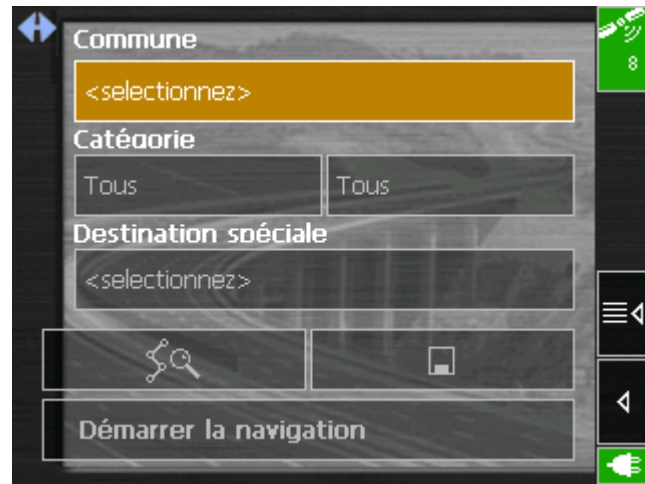 Commune
8
<selectionnez>
Catégorie
Tous
Tous
Destination spéciale
<selectionnez>
Démarrer la navigation